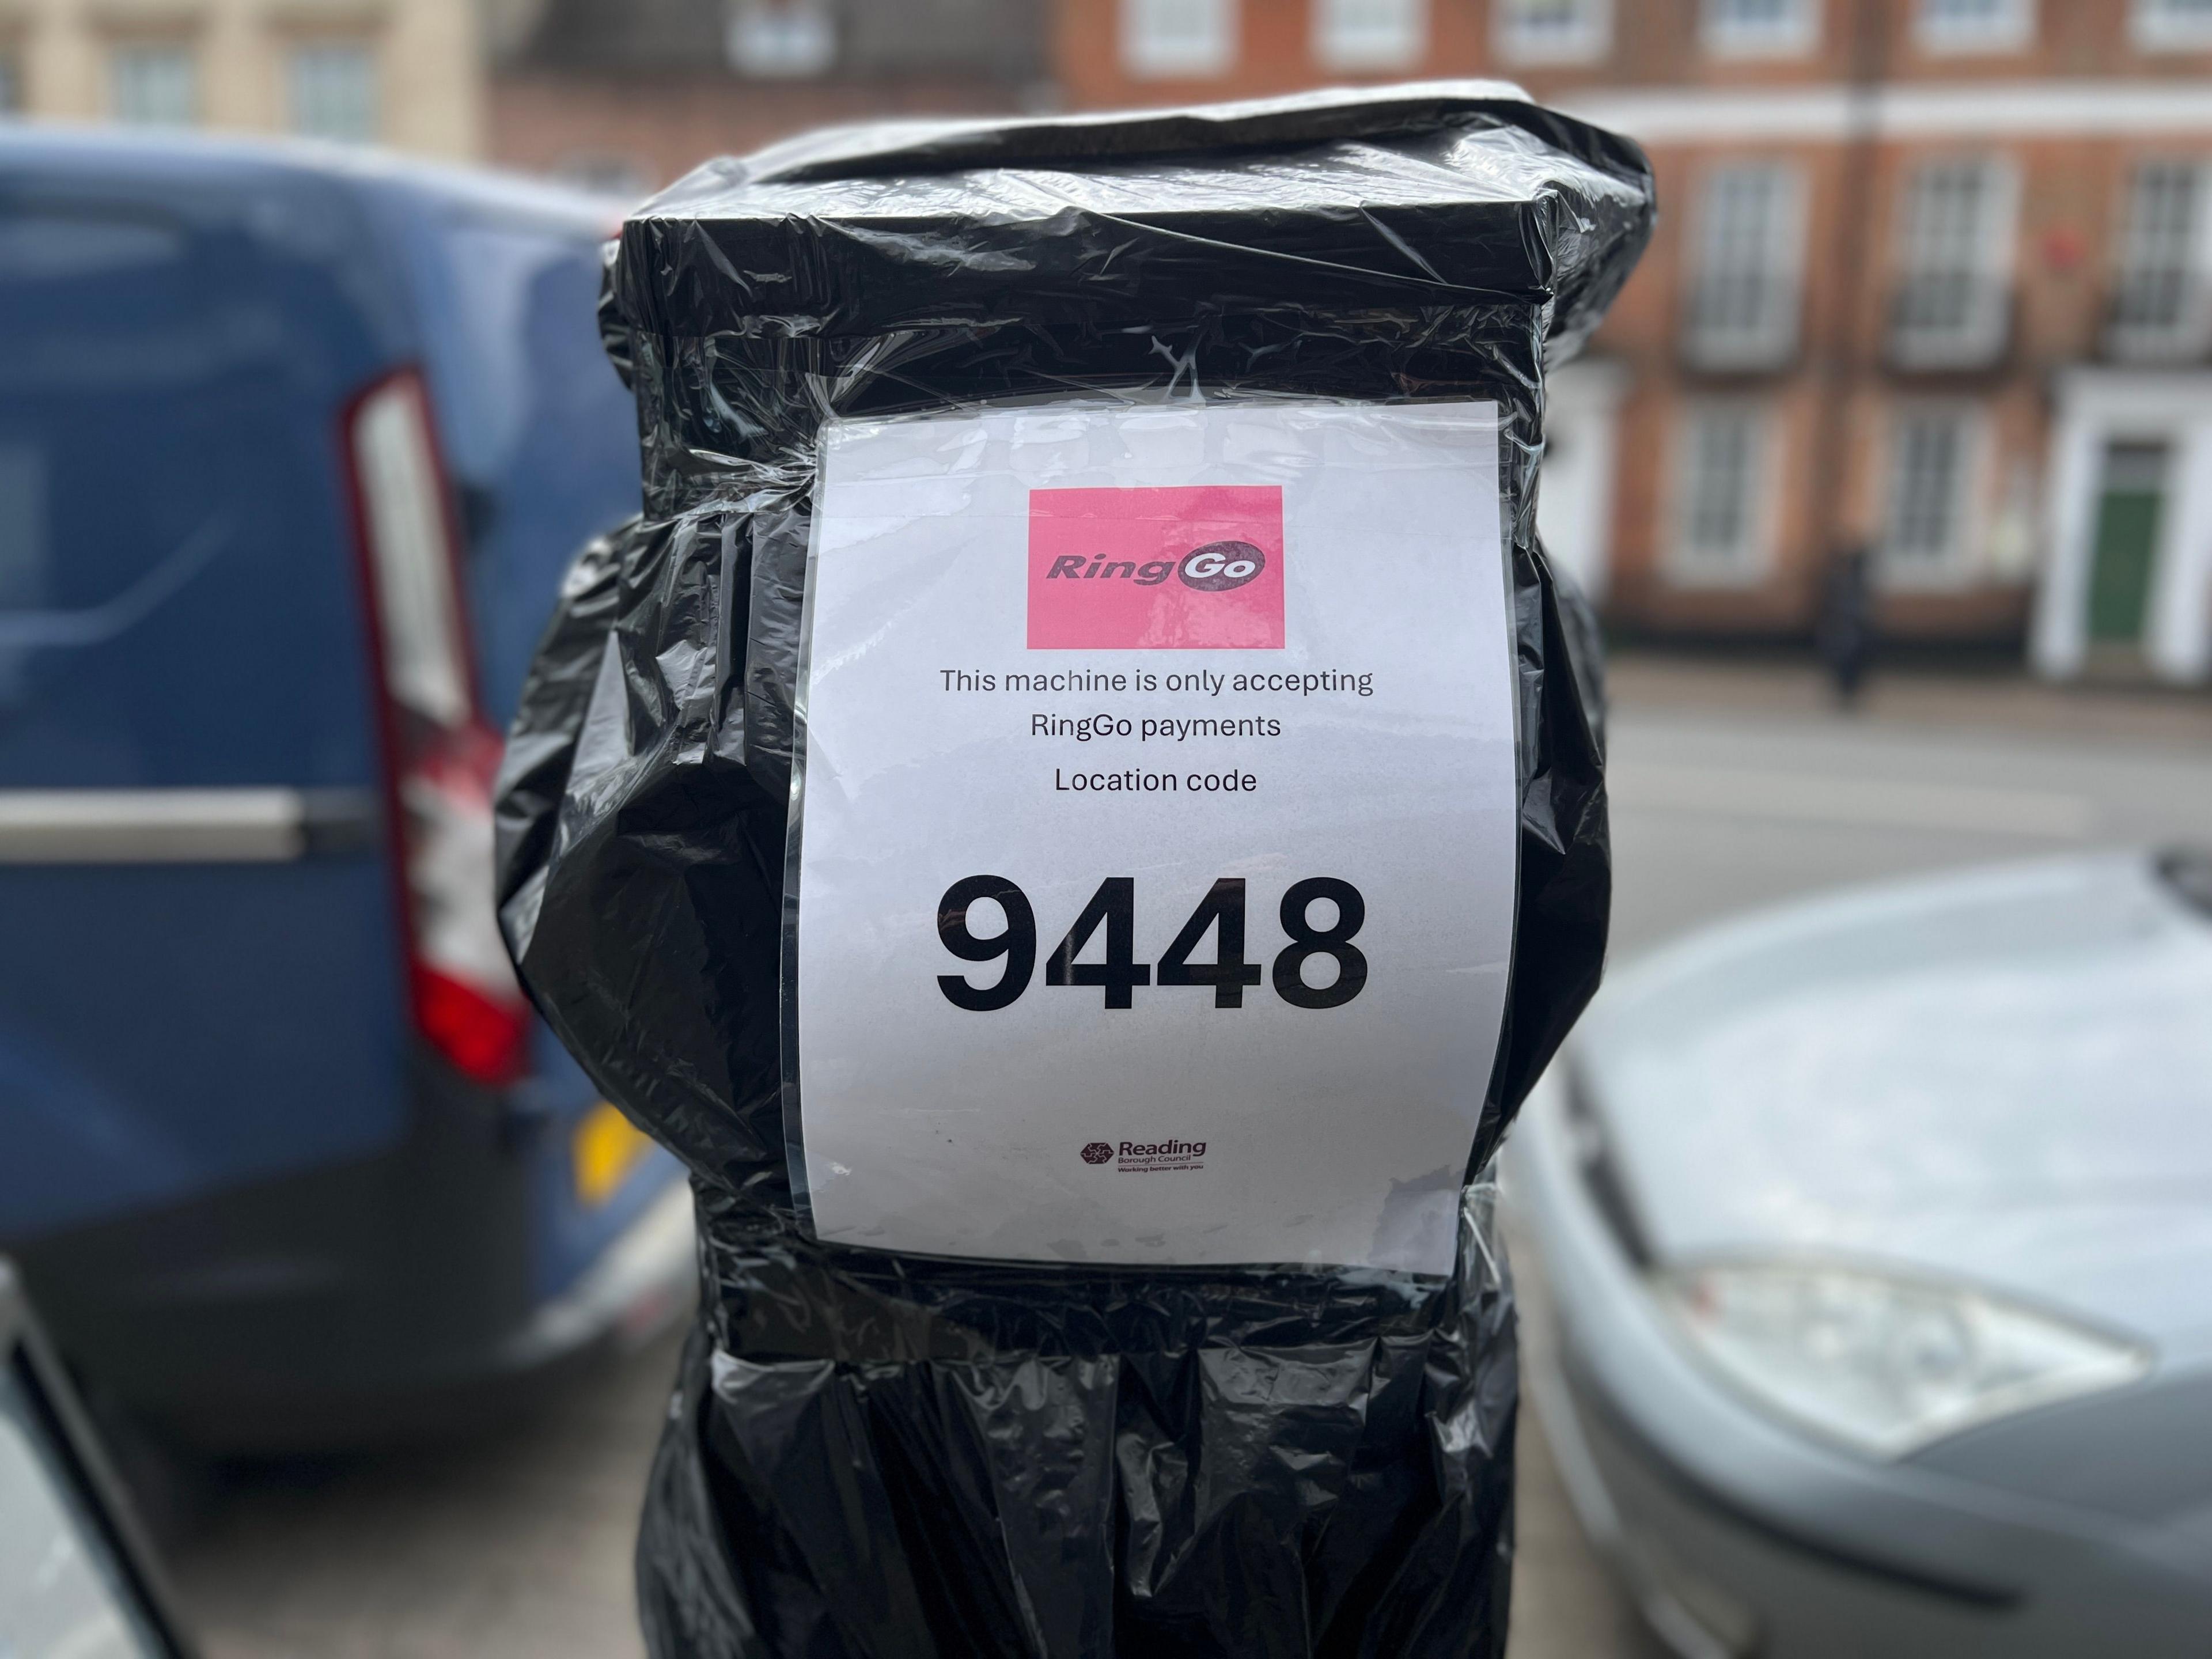 RingGo
This machine is only accepting
RingGo payments
Location code
9448
Reading
Borough Council
Working better with you